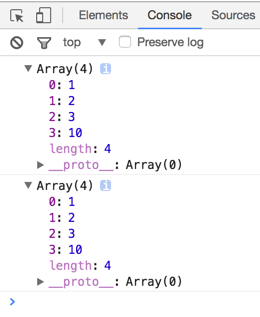 Elements Console Sources
top Preserve log
▼ Array(4) i
0: 1
1: 2
2: 3
3: 10
length: 4
▶ __proto__: Array(0)
▼ Array(4) i
0: 1
1: 2
2: 3
3: 10
length: 4
▶ __proto__: Array(0)
>